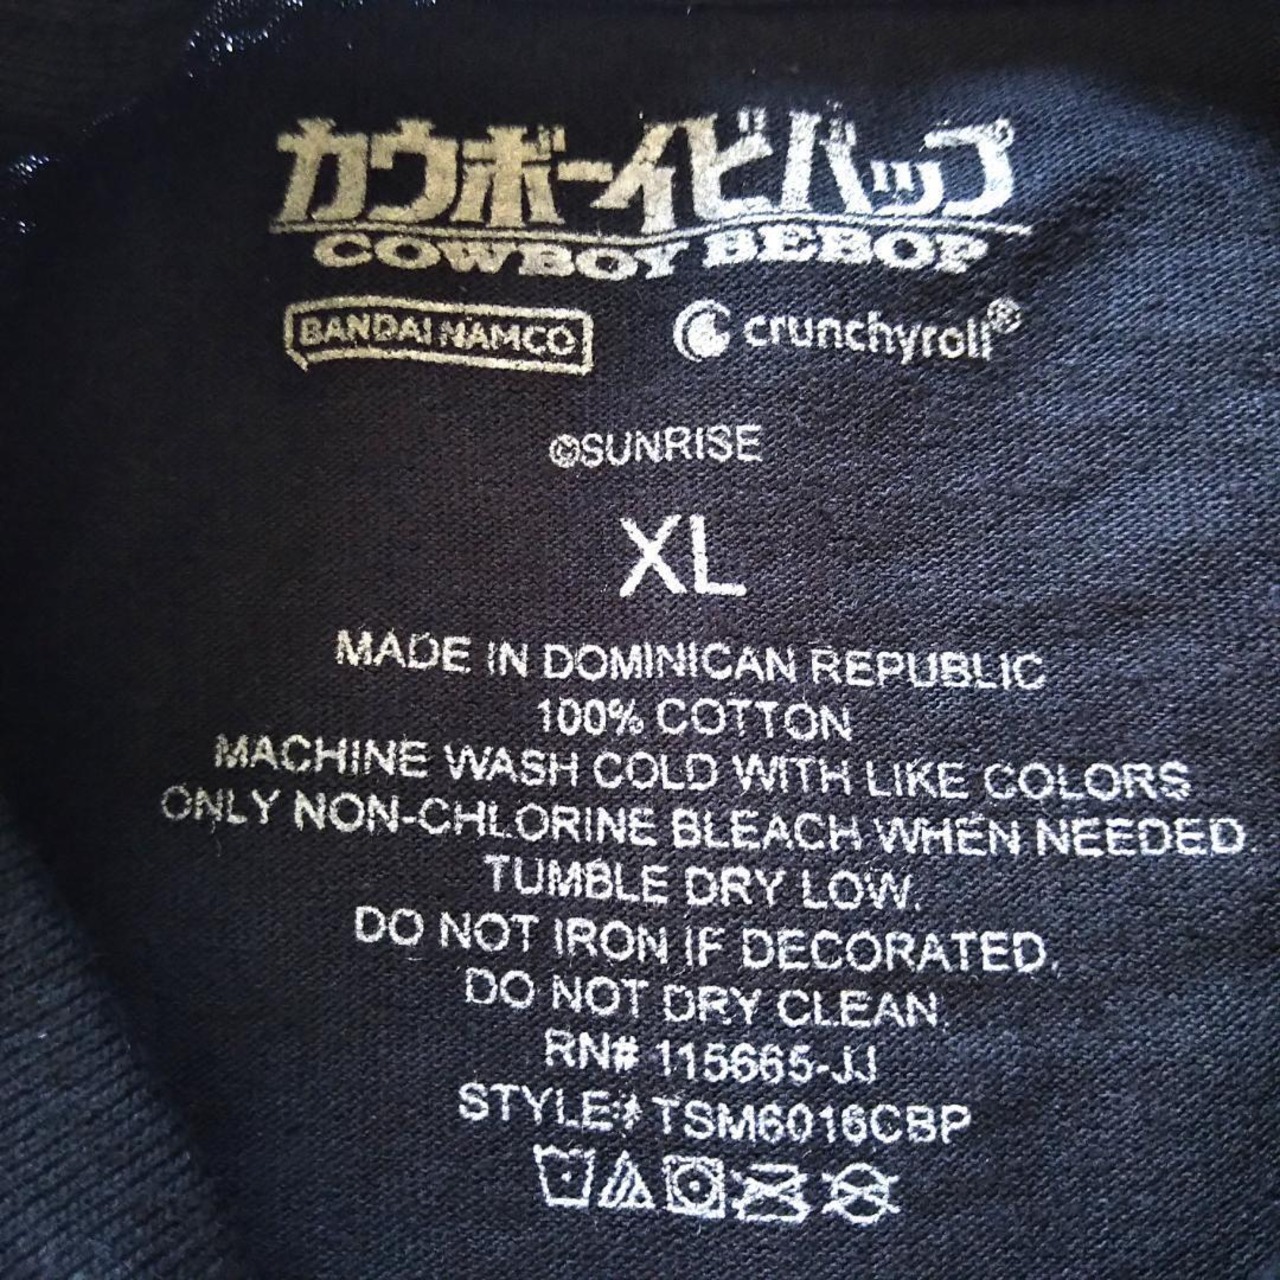 カウボーイビバップ
COWBOY BEBOP
BANDAI NAMCO crunchyroll®
©SUNRISE
XL
MADE IN DOMINICAN REPUBLIC
100% COTTON
MACHINE WASH COLD WITH LIKE COLORS
ONLY NON-CHLORINE BLEACH WHEN NEEDED.
TUMBLE DRY LOW.
DO NOT IRON IF DECORATED.
DO NOT DRY CLEAN.
RN# 115665-JJ
STYLE# TSM6016CBP